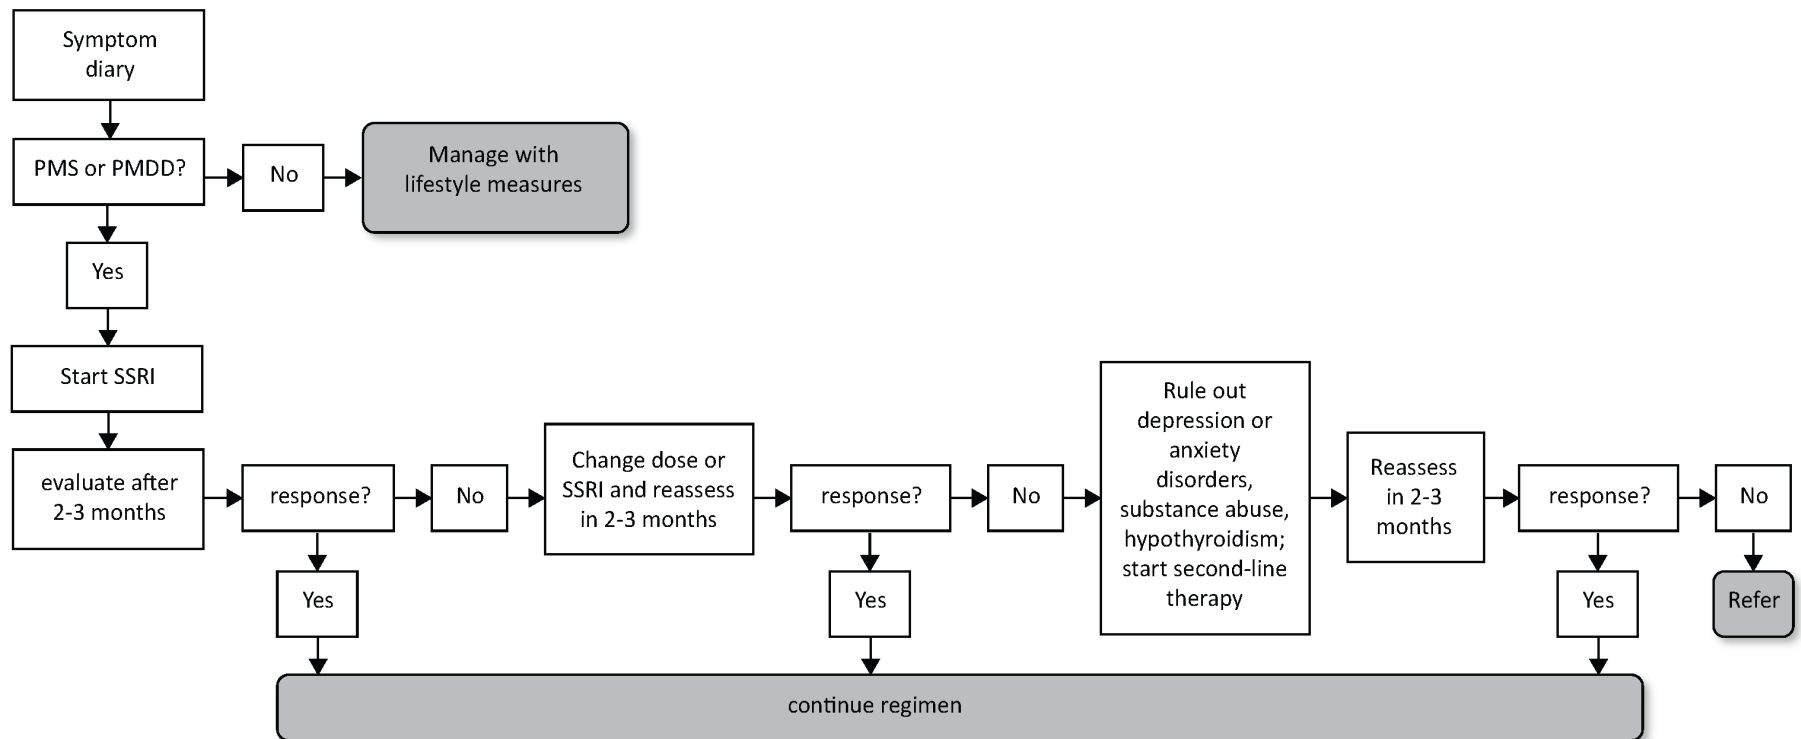 Symptom
diary
PMS or PMDD?
No
Manage with
lifestyle measures
Yes
Start SSRI
evaluate after
2-3 months
response?
No
Yes
Change dose or
SSRI and reassess
in 2-3 months
response?
No
Yes
Rule out
depression or
anxiety
disorders,
substance abuse,
hypothyroidism;
start second-line
therapy
Reassess
in 2-3
months
response?
No
Yes
Refer
continue regimen